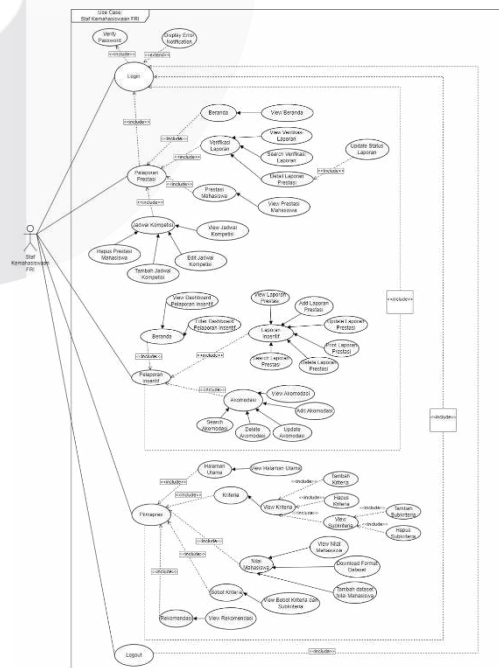 Use Case:
Staf Kemahasiswaan FRI
Verify
Password
Display Error
Notification
<<include>>
<<extend>>
Login
<<include>>
Beranda
View Beranda
<<include>>
Verifikasi
Laporan
View Verifikasi
Laporan
Search Verifikasi
Laporan
Update Status
Laporan
<<include>>
Detail Laporan
Prestasi
Pelaporan
Prestasi
<<include>>
Prestasi
Mahasiswa
View Prestasi
Mahasiswa
<<include>>
Jadwal Kompetisi
View Jadwal
Kompetisi
Hapus Prestasi
Mahasiswa
Edit Jadwal
Kompetisi
Tambah Jadwal
Kompetisi
Staf
Kemahasiswaan
FRI
View Dashboard
Pelaporan Insentif
Filter Dashboard
Pelaporan Insentif
Beranda
<<include>>
View Laporan
Prestasi
Add Laporan
Prestasi
Laporan
Insentif
Update Laporan
Prestasi
Print Laporan
Prestasi
Search Laporan
Prestasi
Delete Laporan
Prestasi
<<include>>
<<include>>
Pelaporan
Insentif
<<include>>
View Akomodasi
Akomodasi
Add Akomodasi
Search
Akomodasi
Delete
Akomodasi
Update
Akomodasi
<<include>>
Halaman
Utama
View Halaman Utama
<<include>>
Kriteria
<<include>>
View Kriteria
<<include>>
Tambah
Kriteria
<<include>>
Hapus
Kriteria
<<include>>
View
Subkriteria
<<include>>
Tambah
Subkriteria
<<include>>
Hapus
Subkriteria
Pilmapres
<<include>>
Nilai
Mahasiswa
View Nilai
Mahasiswa
Download Format
Dataset
Tambah dataset
Nilai Mahasiswa
<<include>>
<<include>>
Bobot Kriteria
View Bobot Kriteria dan
Subkriteria
Rekomendasi
View Rekomendasi
Logout
<<include>>